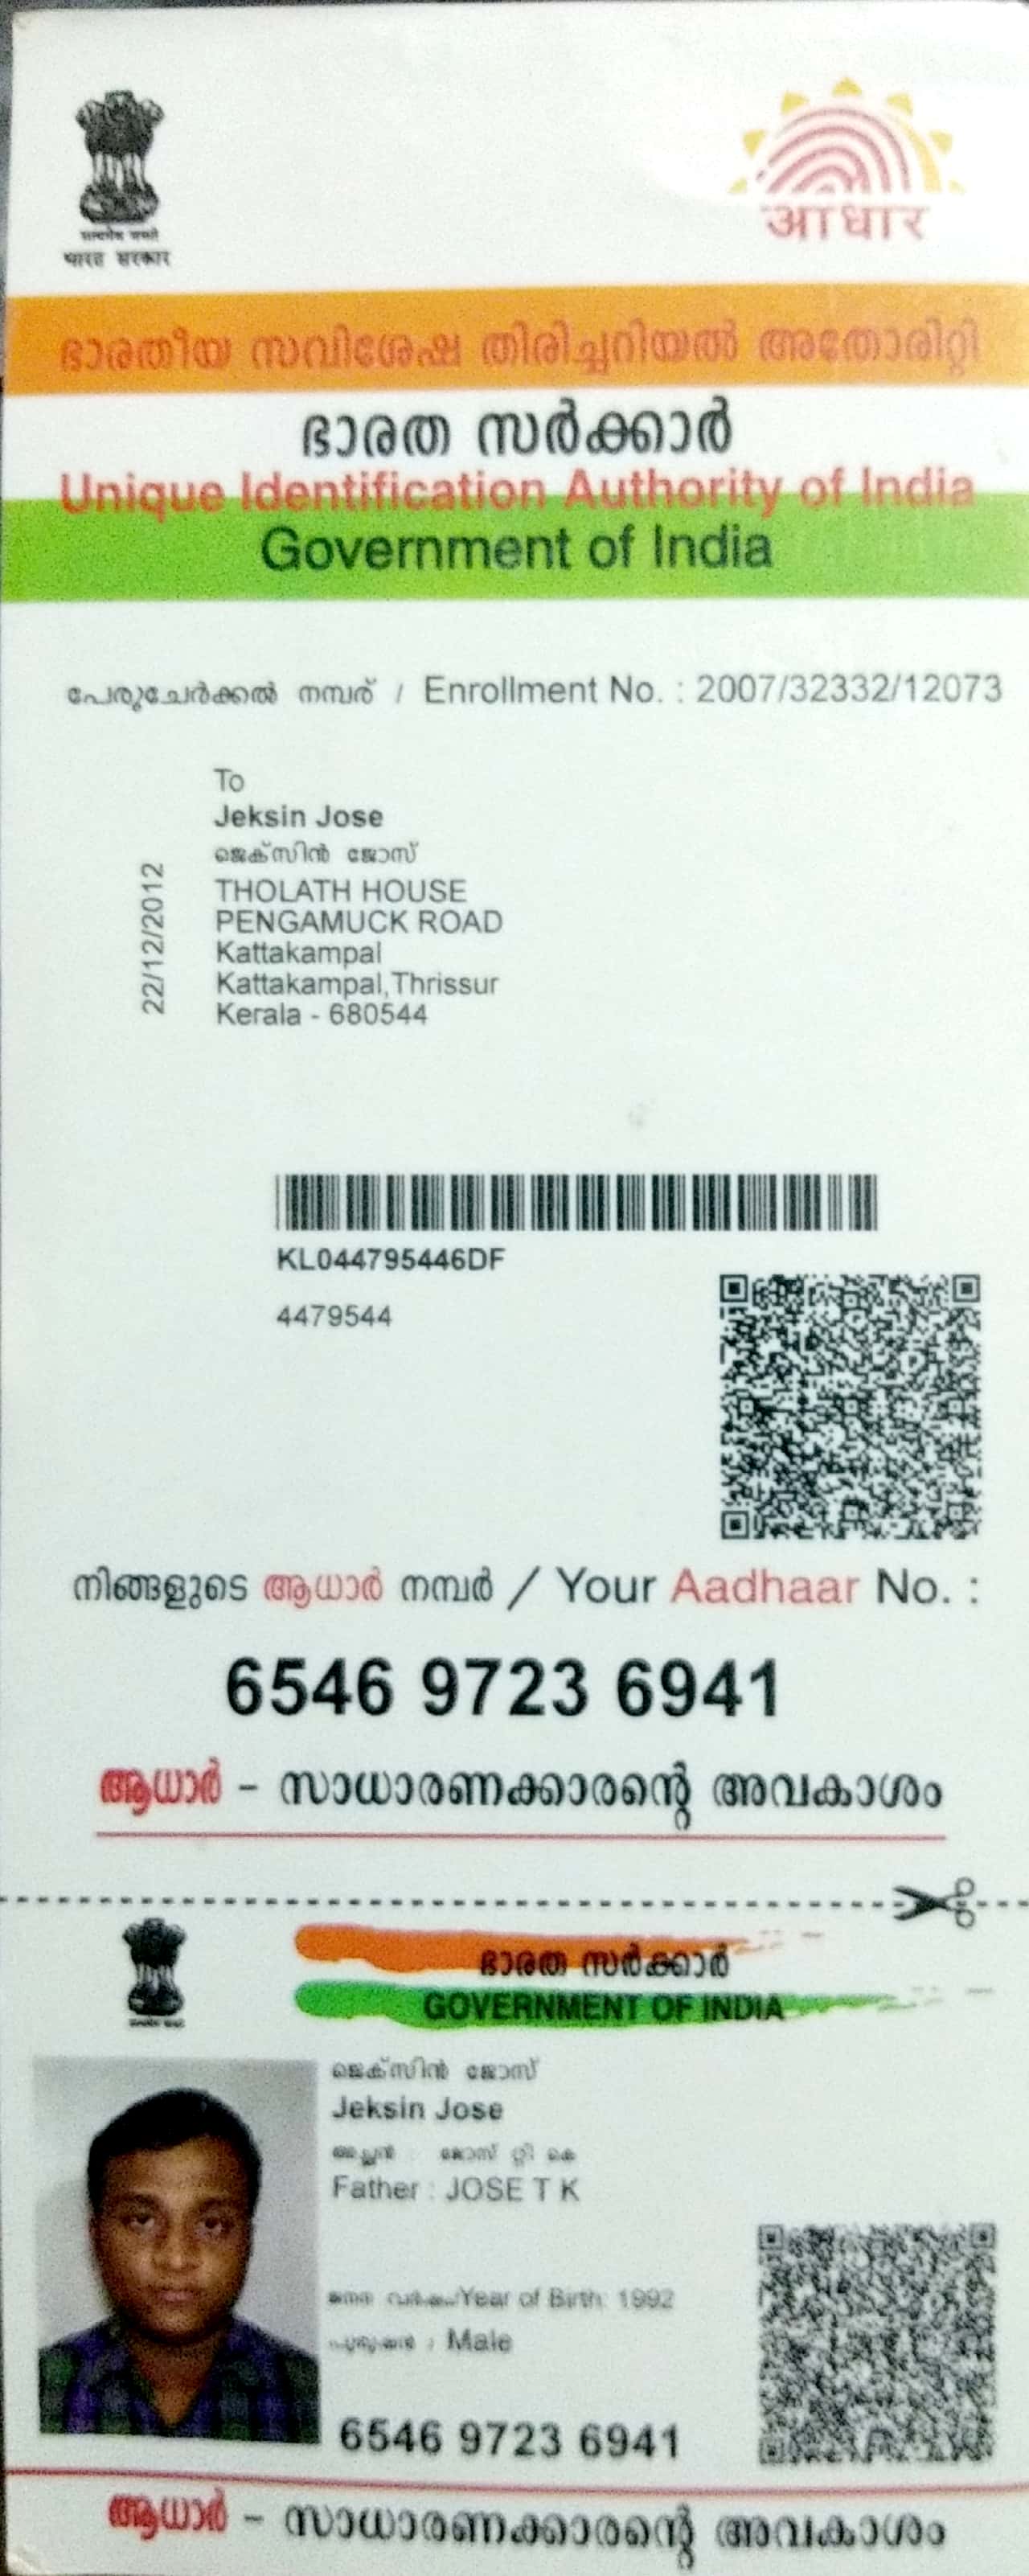 सत्यमेव जयते
भारत सरकार
आधार
ഭാരതീയ സവിശേഷ തിരിച്ചറിയൽ അതോരിറ്റി
ഭാരത സർക്കാർ
Unique Identification Authority of India
Government of India
പേരുചേർക്കൽ നമ്പര് / Enrollment No. : 2007/32332/12073
22/12/2012
To
Jeksin Jose
ജെക്സിൻ ജോസ്
THOLATH HOUSE
PENGAMUCK ROAD
Kattakampal
Kattakampal,Thrissur
Kerala - 680544
KL044795446DF
4479544
നിങ്ങളുടെ ആധാർ നമ്പർ / Your Aadhaar No. :
6546 9723 6941
ആധാർ - സാധാരണക്കാരന്റെ അവകാശം
ഭാരത സർക്കാർ
GOVERNMENT OF INDIA
ജെക്സിൻ ജോസ്
Jeksin Jose
അച്ഛൻ : ജോസ് റ്റി കെ
Father : JOSE T K
/Year of Birth: 1992
/ Male
6546 9723 6941
ആധാർ - സാധാരണക്കാരന്റെ അവകാശം